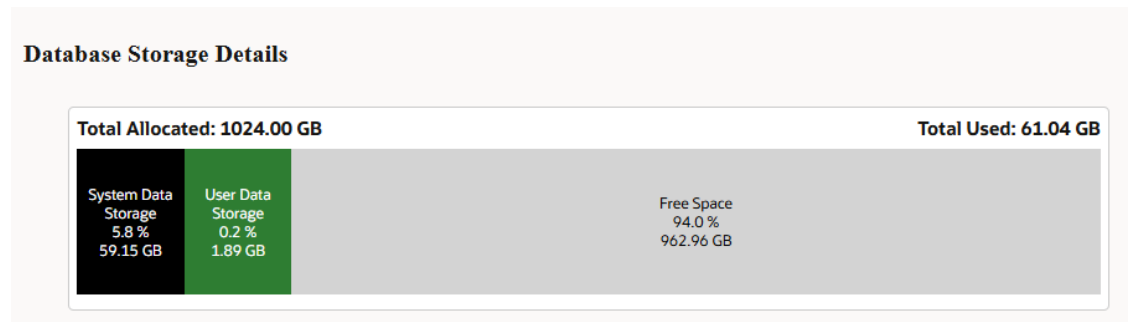 Database Storage Details
Total Allocated: 1024.00 GB
Total Used: 61.04 GB
System Data
Storage
5.8 %
59.15 GB
User Data
Storage
0.2 %
1.89 GB
Free Space
94.0 %
962.96 GB